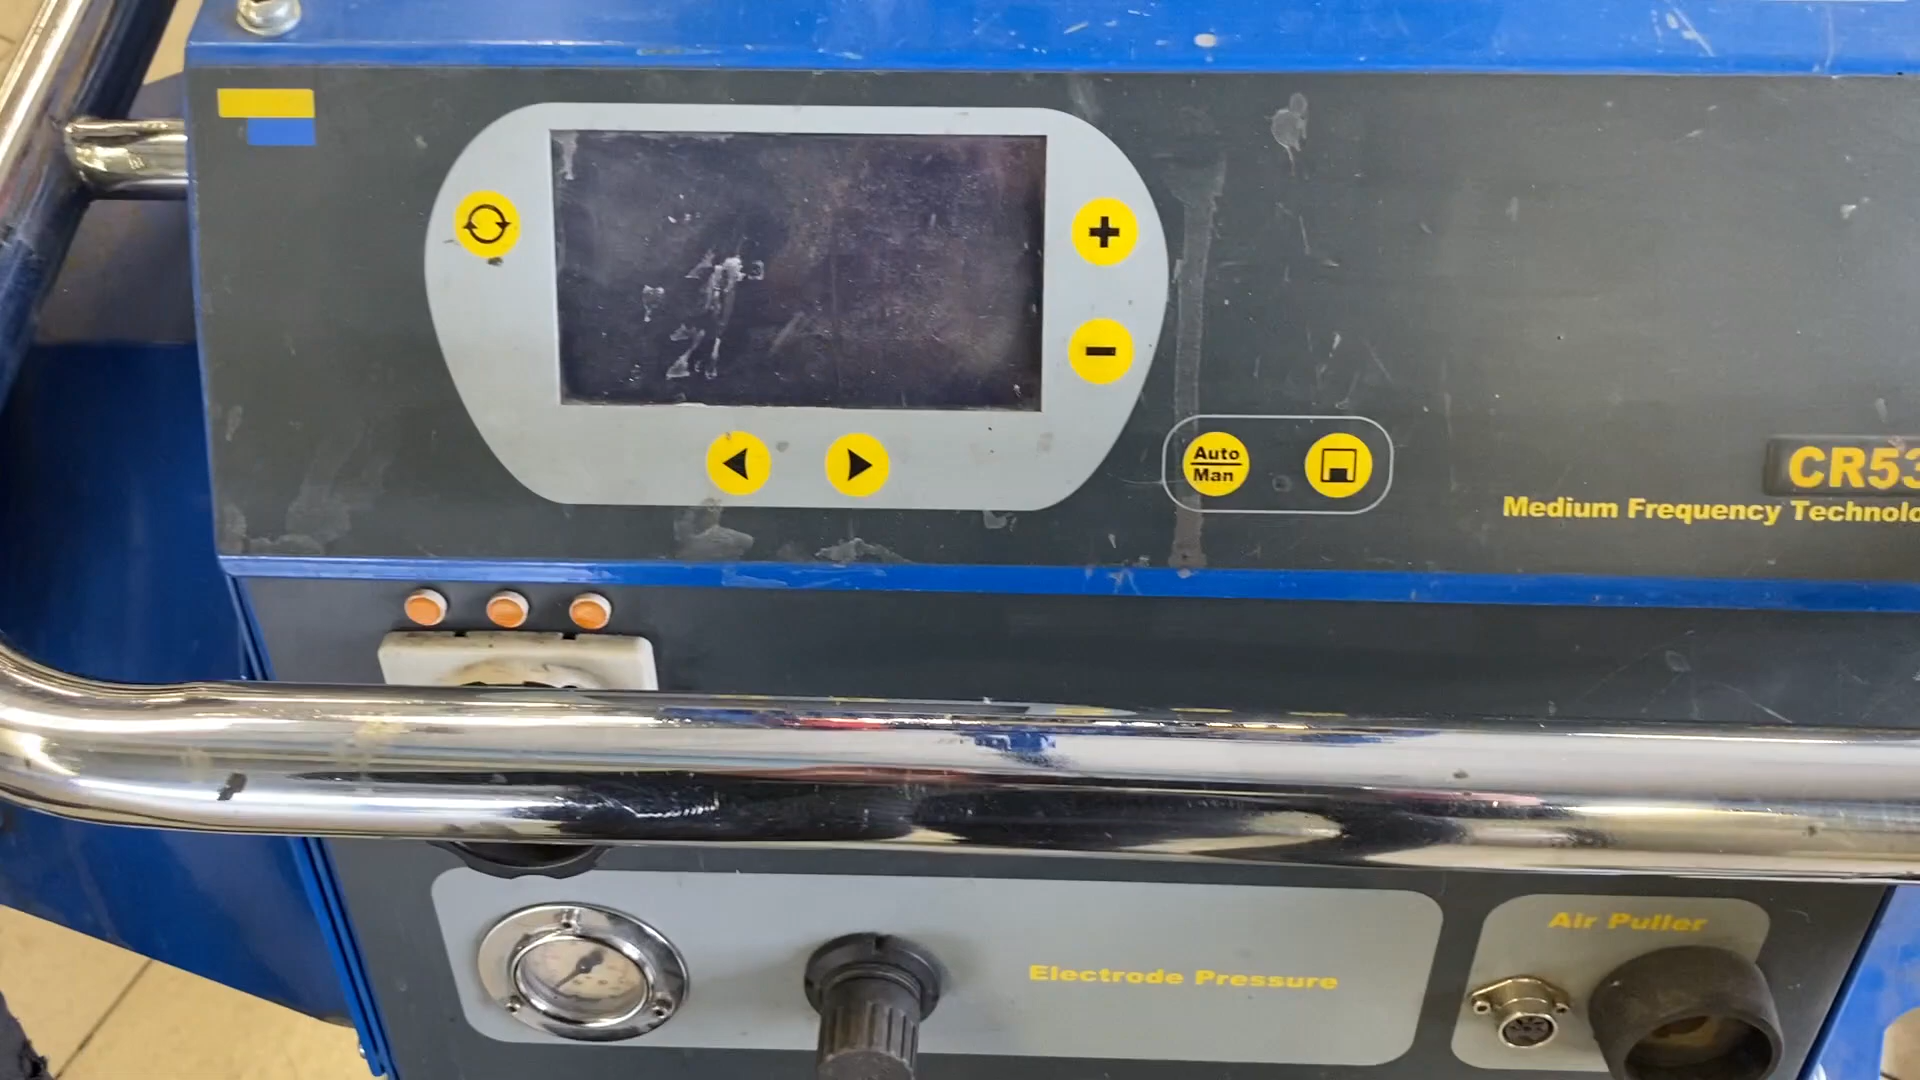 Auto
Man
CR53
Medium Frequency Technolo
Electrode Pressure
Air Puller